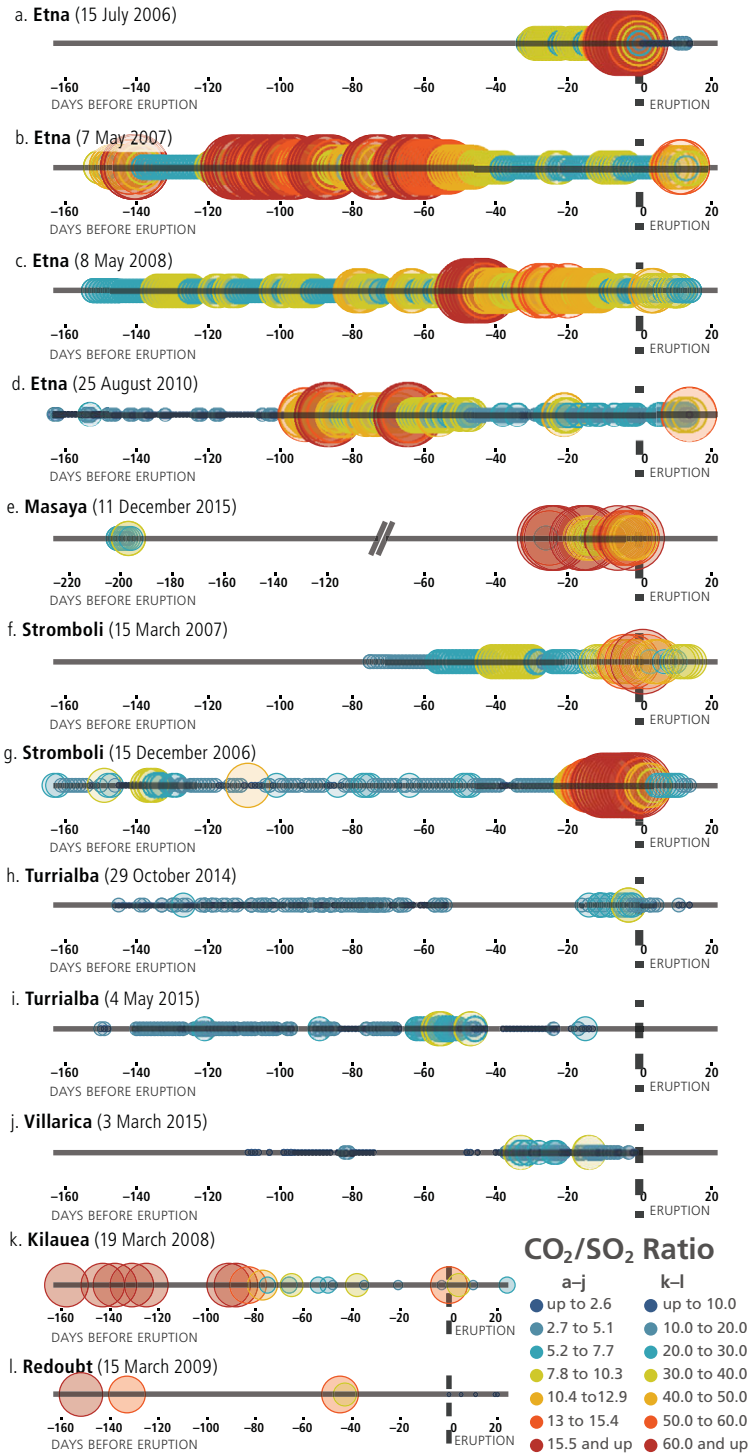 a. Etna (15 July 2006)
−160 −140 −120 −100 −80 −60 −40 −20 0 20
DAYS BEFORE ERUPTION ERUPTION
b. Etna (7 May 2007)
−160 −140 −120 −100 −80 −60 −40 −20 0 20
DAYS BEFORE ERUPTION ERUPTION
c. Etna (8 May 2008)
−160 −140 −120 −100 −80 −60 −40 −20 0 20
DAYS BEFORE ERUPTION ERUPTION
d. Etna (25 August 2010)
−160 −140 −120 −100 −80 −60 −40 −20 0 20
DAYS BEFORE ERUPTION ERUPTION
e. Masaya (11 December 2015)
−220 −200 −180 −160 −140 −120 −60 −40 −20 0 20
DAYS BEFORE ERUPTION ERUPTION
f. Stromboli (15 March 2007)
−160 −140 −120 −100 −80 −60 −40 −20 0 20
DAYS BEFORE ERUPTION ERUPTION
g. Stromboli (15 December 2006)
−160 −140 −120 −100 −80 −60 −40 −20 0 20
DAYS BEFORE ERUPTION ERUPTION
h. Turrialba (29 October 2014)
−160 −140 −120 −100 −80 −60 −40 −20 0 20
DAYS BEFORE ERUPTION ERUPTION
i. Turrialba (4 May 2015)
−160 −140 −120 −100 −80 −60 −40 −20 0 20
DAYS BEFORE ERUPTION ERUPTION
j. Villarica (3 March 2015)
−160 −140 −120 −100 −80 −60 −40 −20 0 20
DAYS BEFORE ERUPTION ERUPTION
k. Kilauea (19 March 2008)
−160 −140 −120 −100 −80 −60 −40 −20 0 20
DAYS BEFORE ERUPTION ERUPTION
l. Redoubt (15 March 2009)
−160 −140 −120 −100 −80 −60 −40 −20 0 20
DAYS BEFORE ERUPTION ERUPTION
CO₂/SO₂ Ratio
a–j k–l
up to 2.6 up to 10.0
2.7 to 5.1 10.0 to 20.0
5.2 to 7.7 20.0 to 30.0
7.8 to 10.3 30.0 to 40.0
10.4 to12.9 40.0 to 50.0
13 to 15.4 50.0 to 60.0
15.5 and up 60.0 and up